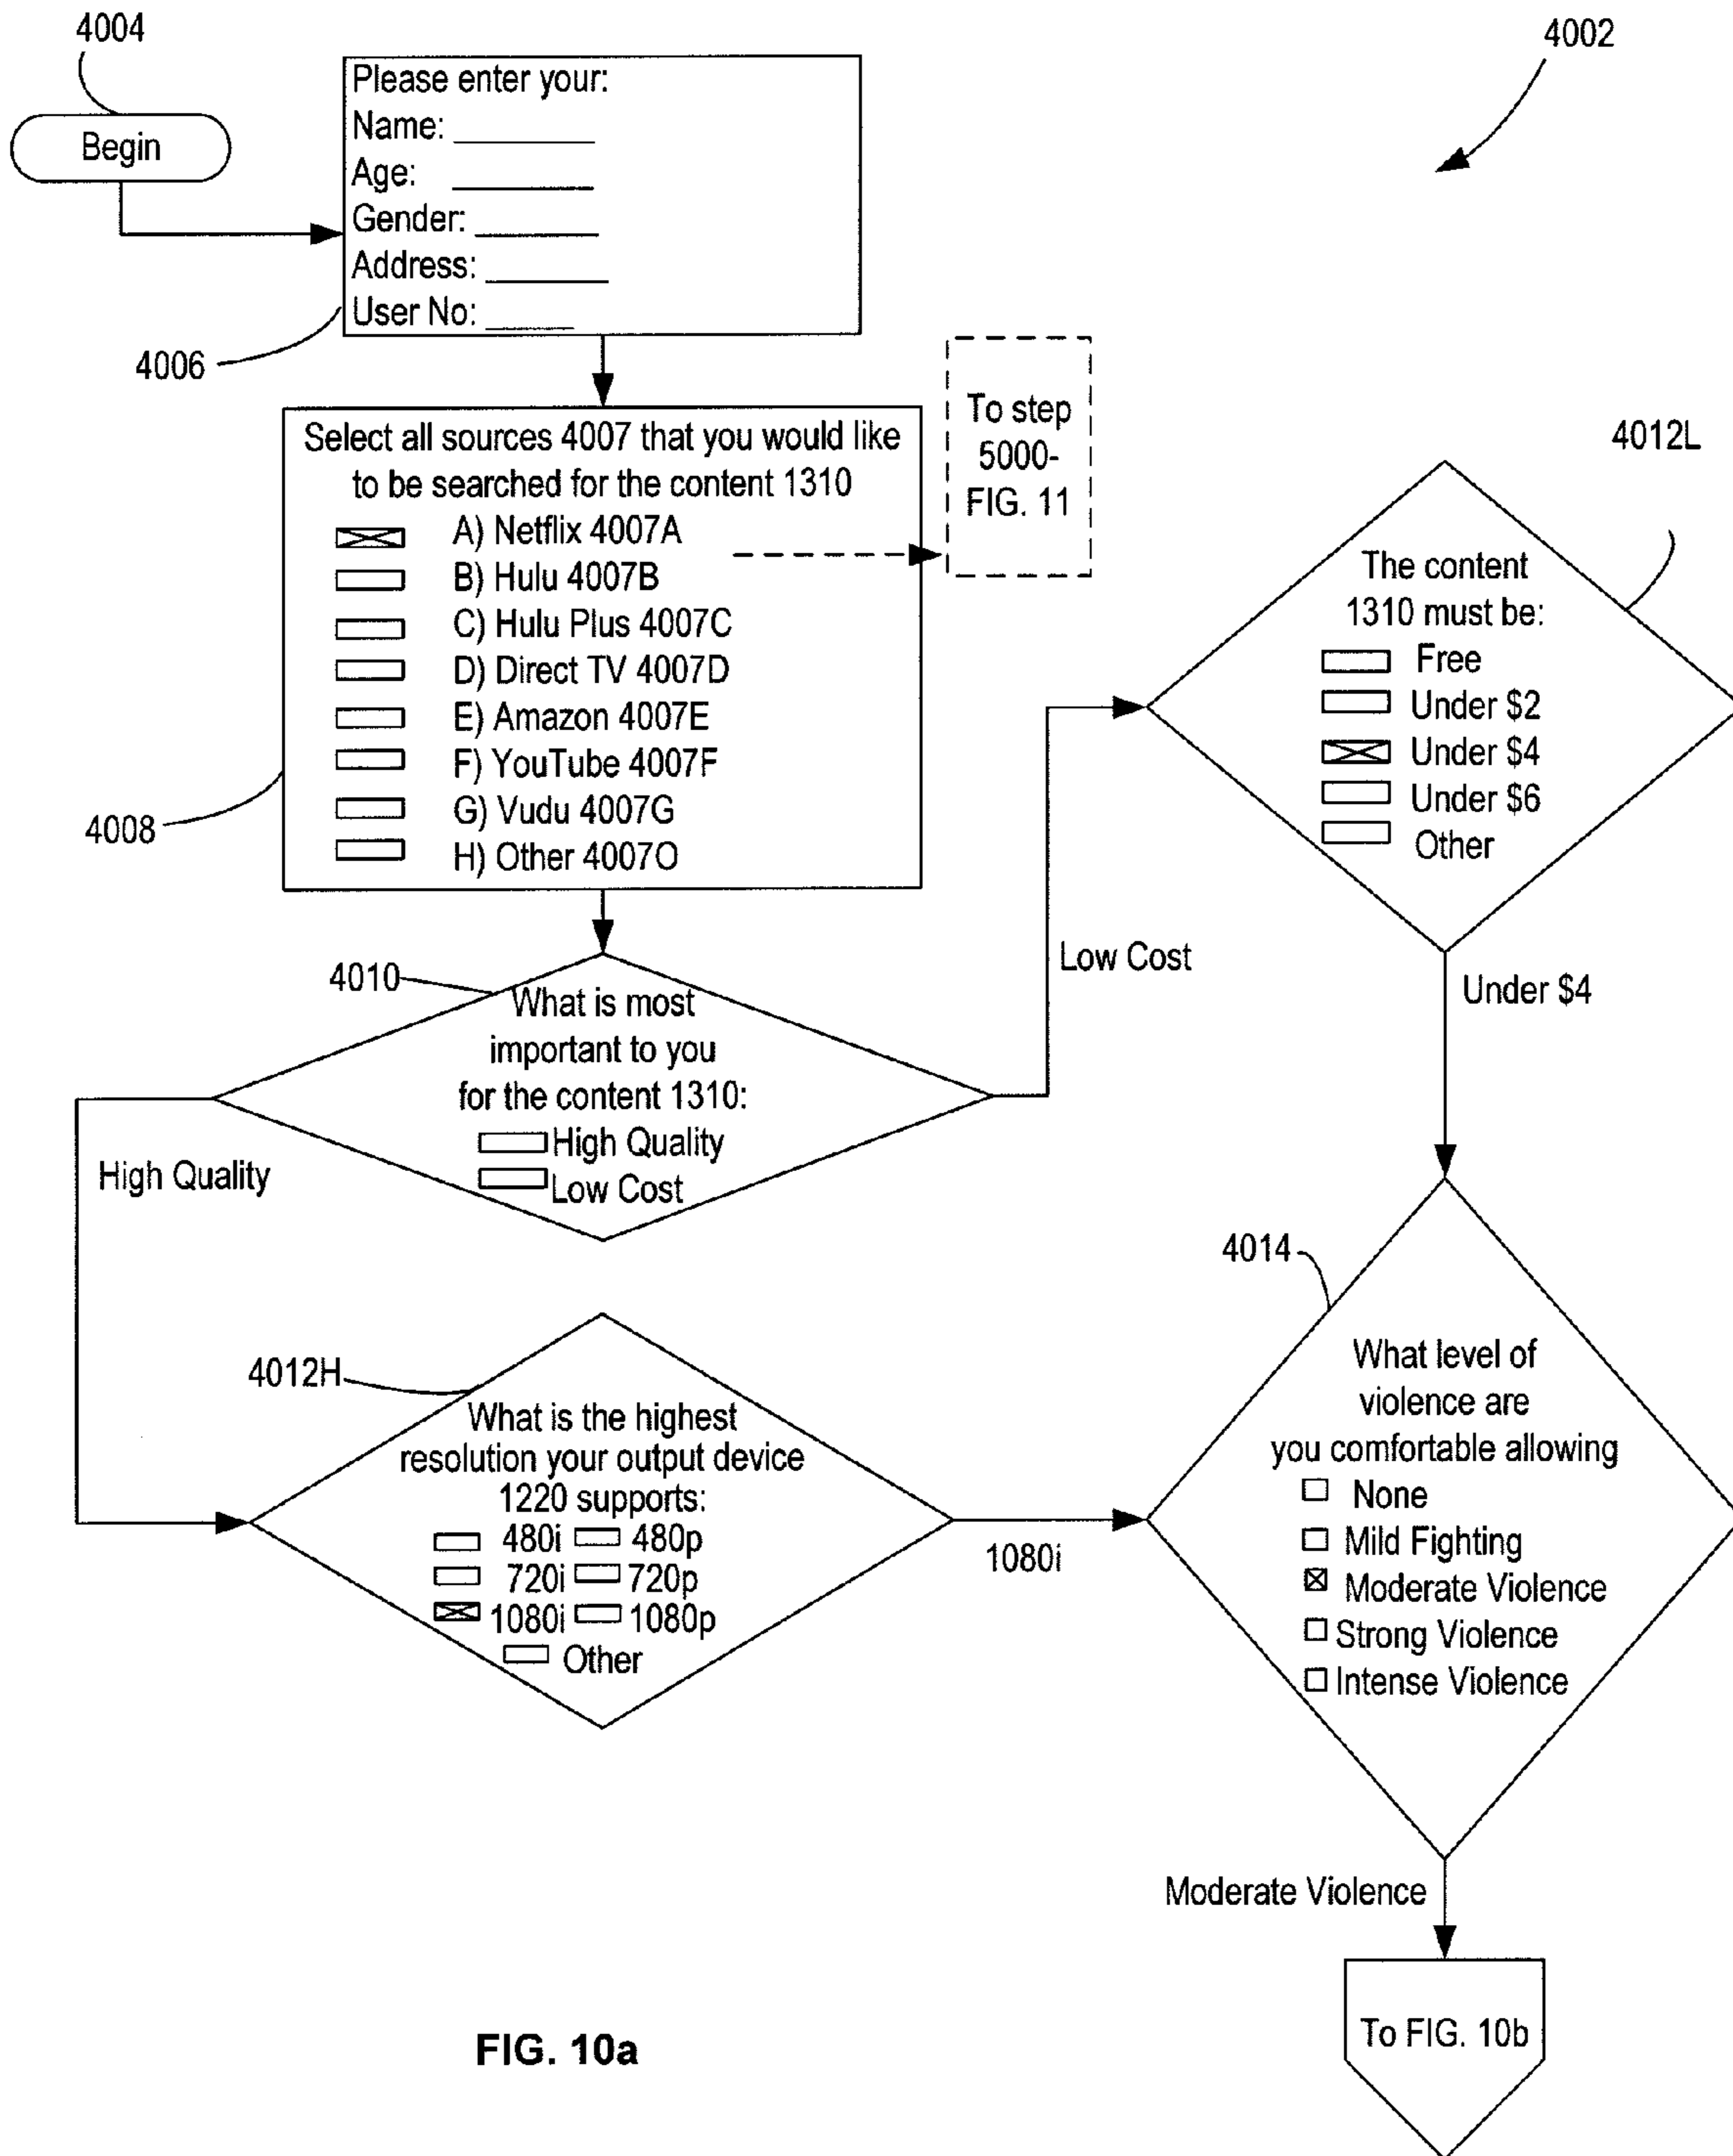 4004
4002
Begin
Please enter your:
Name: __________
Age: __________
Gender: _________
Address: _________
User No: ______
4006
Select all sources 4007 that you would like
to be searched for the content 1310
A) Netflix 4007A
B) Hulu 4007B
C) Hulu Plus 4007C
D) Direct TV 4007D
E) Amazon 4007E
F) YouTube 4007F
G) Vudu 4007G
H) Other 4007O
4008
To step
5000-
FIG. 11
4012L
The content
1310 must be:
Free
Under $2
Under $4
Under $6
Other
4010
What is most
important to you
for the content 1310:
High Quality
Low Cost
Low Cost
Under $4
High Quality
4012H
What is the highest
resolution your output device
1220 supports:
480i 480p
720i 720p
1080i 1080p
Other
1080i
4014
What level of
violence are
you comfortable allowing
None
Mild Fighting
Moderate Violence
Strong Violence
Intense Violence
Moderate Violence
To FIG. 10b
FIG. 10a